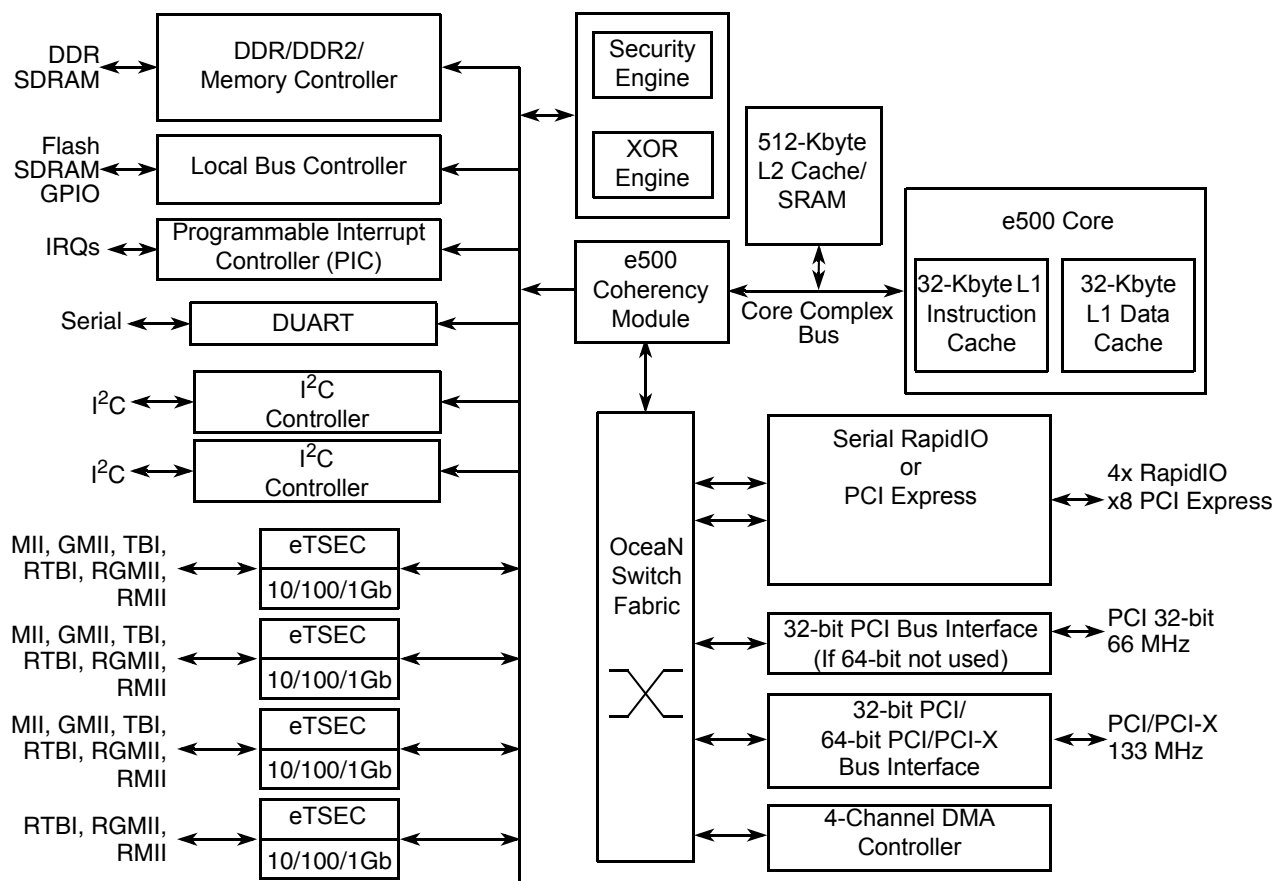 DDR
SDRAM
DDR/DDR2/
Memory Controller
Flash
SDRAM
GPIO
Local Bus Controller
IRQs
Programmable Interrupt
Controller (PIC)
Serial
DUART
I²C
I²C
Controller
I²C
I²C
Controller
MII, GMII, TBI,
RTBI, RGMII,
RMII
eTSEC
10/100/1Gb
MII, GMII, TBI,
RTBI, RGMII,
RMII
eTSEC
10/100/1Gb
MII, GMII, TBI,
RTBI, RGMII,
RMII
eTSEC
10/100/1Gb
RTBI, RGMII,
RMII
eTSEC
10/100/1Gb
Security
Engine
XOR
Engine
512-Kbyte
L2 Cache/
SRAM
e500
Coherency
Module
Core Complex
Bus
e500 Core
32-Kbyte L1
Instruction
Cache
32-Kbyte
L1 Data
Cache
OceaN
Switch
Fabric
Serial RapidIO
or
PCI Express
4x RapidIO
x8 PCI Express
32-bit PCI Bus Interface
(If 64-bit not used)
PCI 32-bit
66 MHz
32-bit PCI/
64-bit PCI/PCI-X
Bus Interface
PCI/PCI-X
133 MHz
4-Channel DMA
Controller